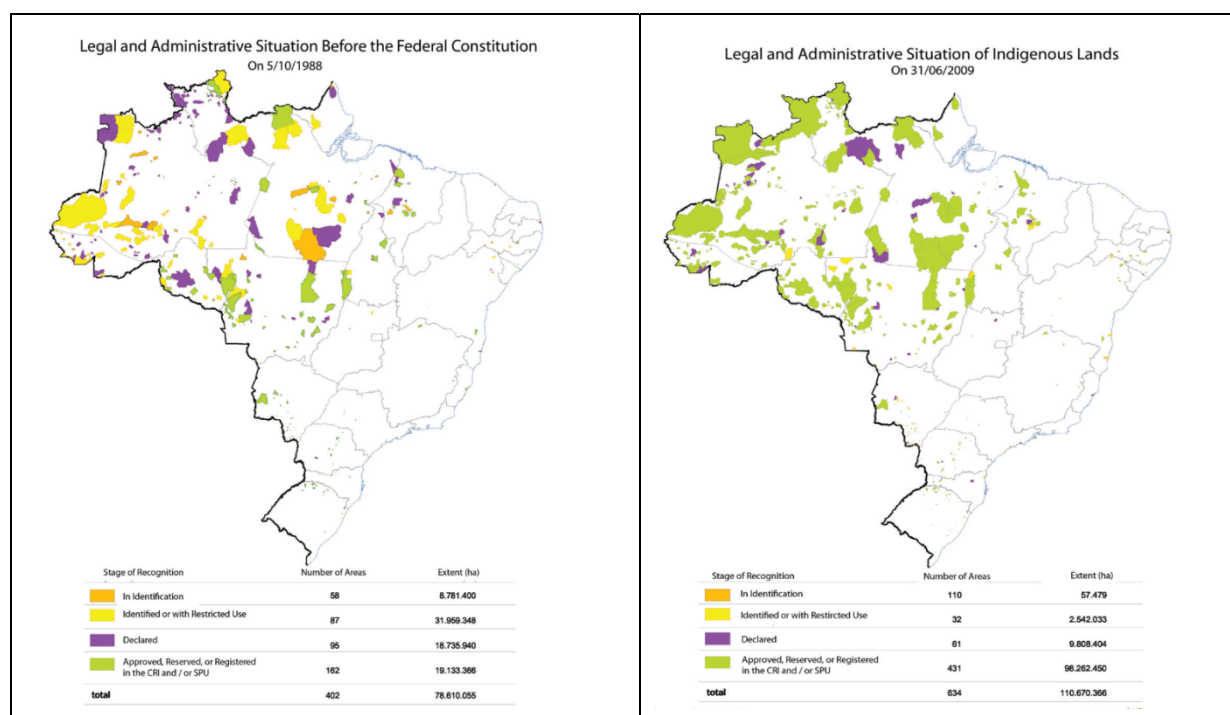 Legal and Administrative Situation Before the Federal Constitution
On 5/10/1988
Stage of Recognition Number of Areas Extent (ha)
In Identification 58 8.781.400
Identified or with Restricted Use 87 31.959.348
Declared 95 18.735.940
Approved, Reserved, or Registered
in the CRI and / or SPU 162 19.133.366
total 402 78.610.055
Legal and Administrative Situation of Indigenous Lands
On 31/06/2009
Stage of Recognition Number of Areas Extent (ha)
In Identification 110 57.479
Identified or with Restircted Use 32 2.542.033
Declared 61 9.808.404
Approved, Reserved, or Registered
in the CRI and / or SPU 431 98.262.450
total 634 110.670.366